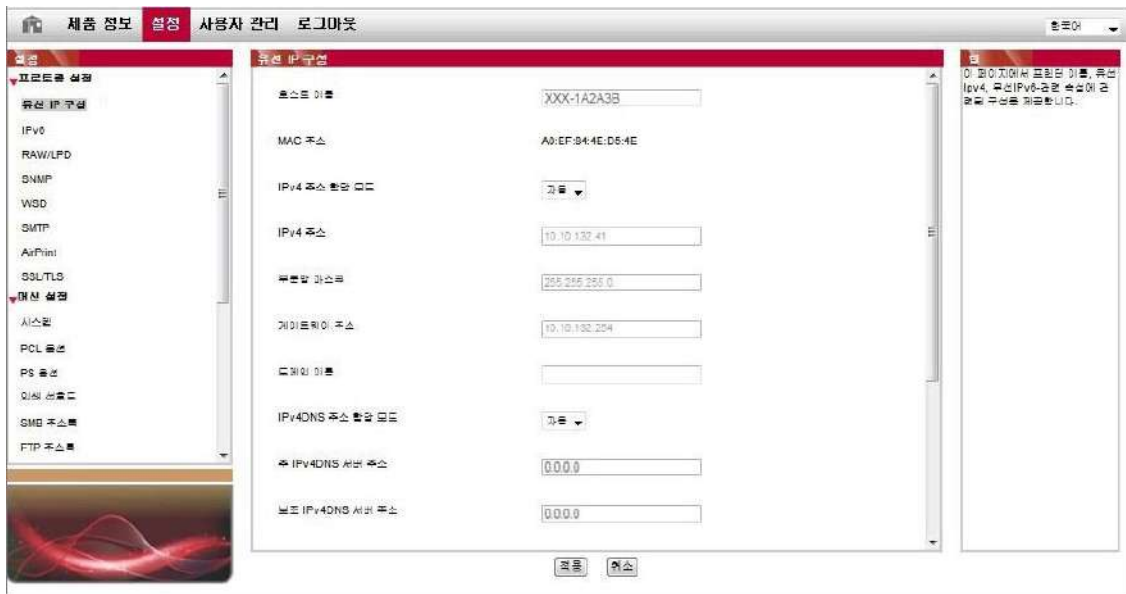 제품 정보 설정 사용자 관리 로그아웃
한국어
설정
프로토콜 설정
유선 IP 구성
IPv6
RAW/LPD
SNMP
WSD
SMTP
AirPrint
SSL/TLS
머신 설정
시스템
PCL 옵션
PS 옵션
인쇄 선호도
SMB 주소록
FTP 주소록
유선 IP 구성
호스트 이름
XXX-1A2A3B
MAC 주소
A0:EF:84:4E:D5:4E
IPv4 주소 할당 모드
자동
IPv4 주소
10.10.132.41
부분망 마스크
255.255.255.0
게이트웨이 주소
10.10.132.254
도메인 이름
IPv4DNS 주소 할당 모드
자동
주 IPv4DNS 서버 주소
0.0.0.0
보조 IPv4DNS 서버 주소
0.0.0.0
적용 취소
팁
이 페이지에서 프린터 이름, 유선
Ipv4, 무선IPv6-관련 속성에 관
련된 구성을 제공합니다.